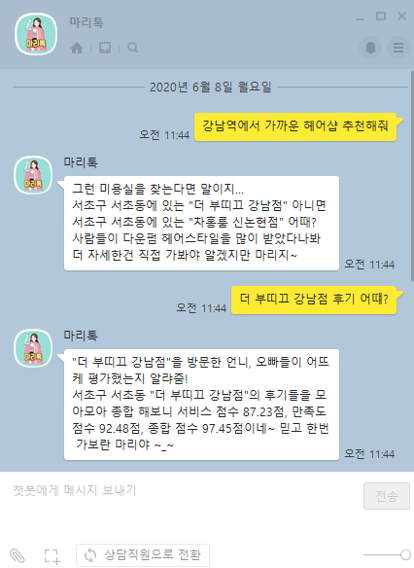 마리톡
마리톡
2020년 6월 8일 월요일
강남역에서 가까운 헤어샵 추천해줘
오전 11:44
마리톡
그런 미용실을 찾는다면 말이지...
서초구 서초동에 있는 "더 부띠끄 강남점" 아니면
서초구 서초동에 있는 "차홍룸 신논현점" 어때?
사람들이 다운펌 헤어스타일을 많이 받았다나봐
더 자세한건 직접 가봐야 알겠지만 마리지~
오전 11:44
더 부띠끄 강남점 후기 어때?
오전 11:44
마리톡
"더 부띠끄 강남점"을 방문한 언니, 오빠들이 어뜨
케 평가했는지 알랴줌!
서초구 서초동 "더 부띠끄 강남점"의 후기들을 모
아모아 종합 해보니 서비스 점수 87.23점, 만족도
점수 92.48점, 종합 점수 97.45점이네~ 믿고 한번
가보란 마리야 ~_~
오전 11:44
챗봇에게 메시지 보내기
전송
상담직원으로 전환